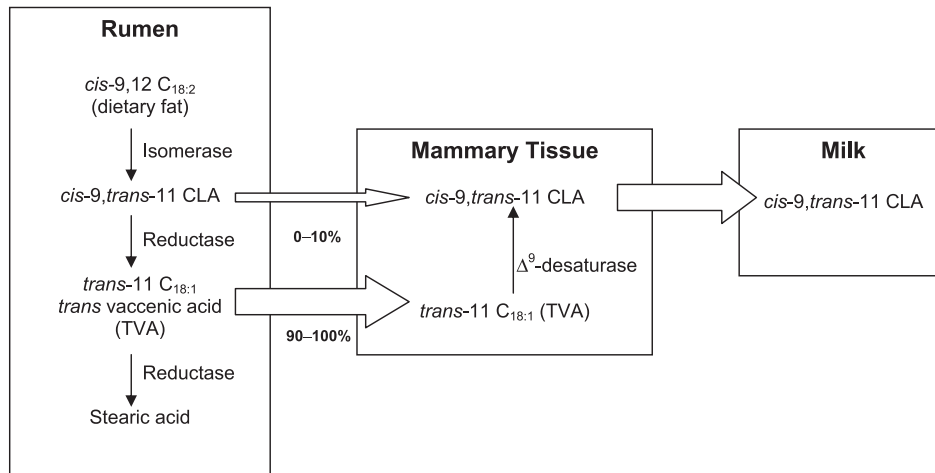 Rumen
cis-9,12 C18:2
(dietary fat)
Isomerase
cis-9,trans-11 CLA
Reductase
trans-11 C18:1
trans vaccenic acid
(TVA)
Reductase
Stearic acid
0–10%
90–100%
Mammary Tissue
cis-9,trans-11 CLA
Δ9-desaturase
trans-11 C18:1 (TVA)
Milk
cis-9,trans-11 CLA